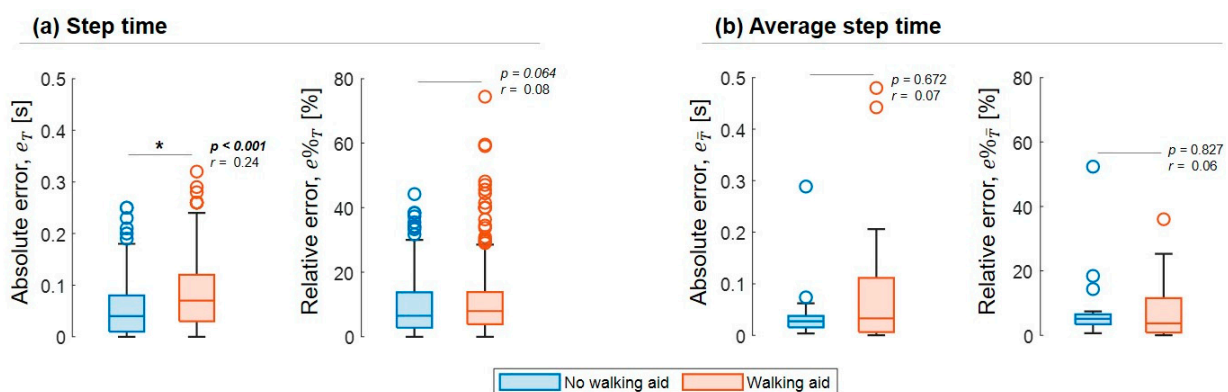 (a) Step time
(b) Average step time
Absolute error, e_T [s]
0.5
0.4
0.3
0.2
0.1
0
*
p < 0.001
r = 0.24
Relative error, e%_T [%]
80
60
40
20
0
p = 0.064
r = 0.08
Absolute error, e_T̄ [s]
0.5
0.4
0.3
0.2
0.1
0
p = 0.672
r = 0.07
Relative error, e%_T̄ [%]
80
60
40
20
0
p = 0.827
r = 0.06
No walking aid
Walking aid